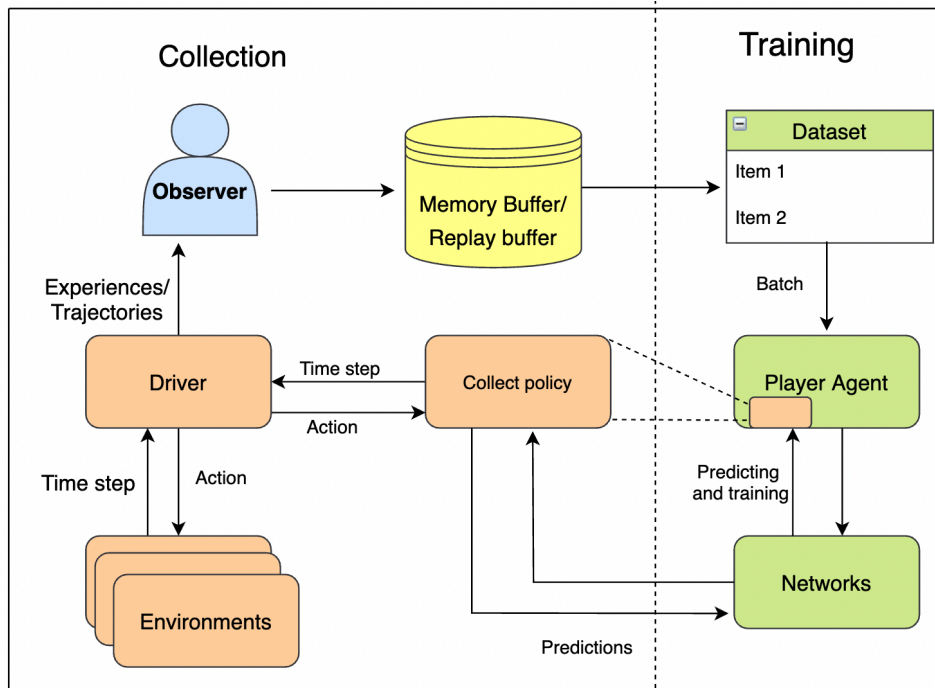 Collection
Training
Observer
Memory Buffer/
Replay buffer
Dataset
Item 1
Item 2
Experiences/
Trajectories
Batch
Driver
Time step
Action
Collect policy
Player Agent
Time step
Action
Predicting
and training
Environments
Networks
Predictions